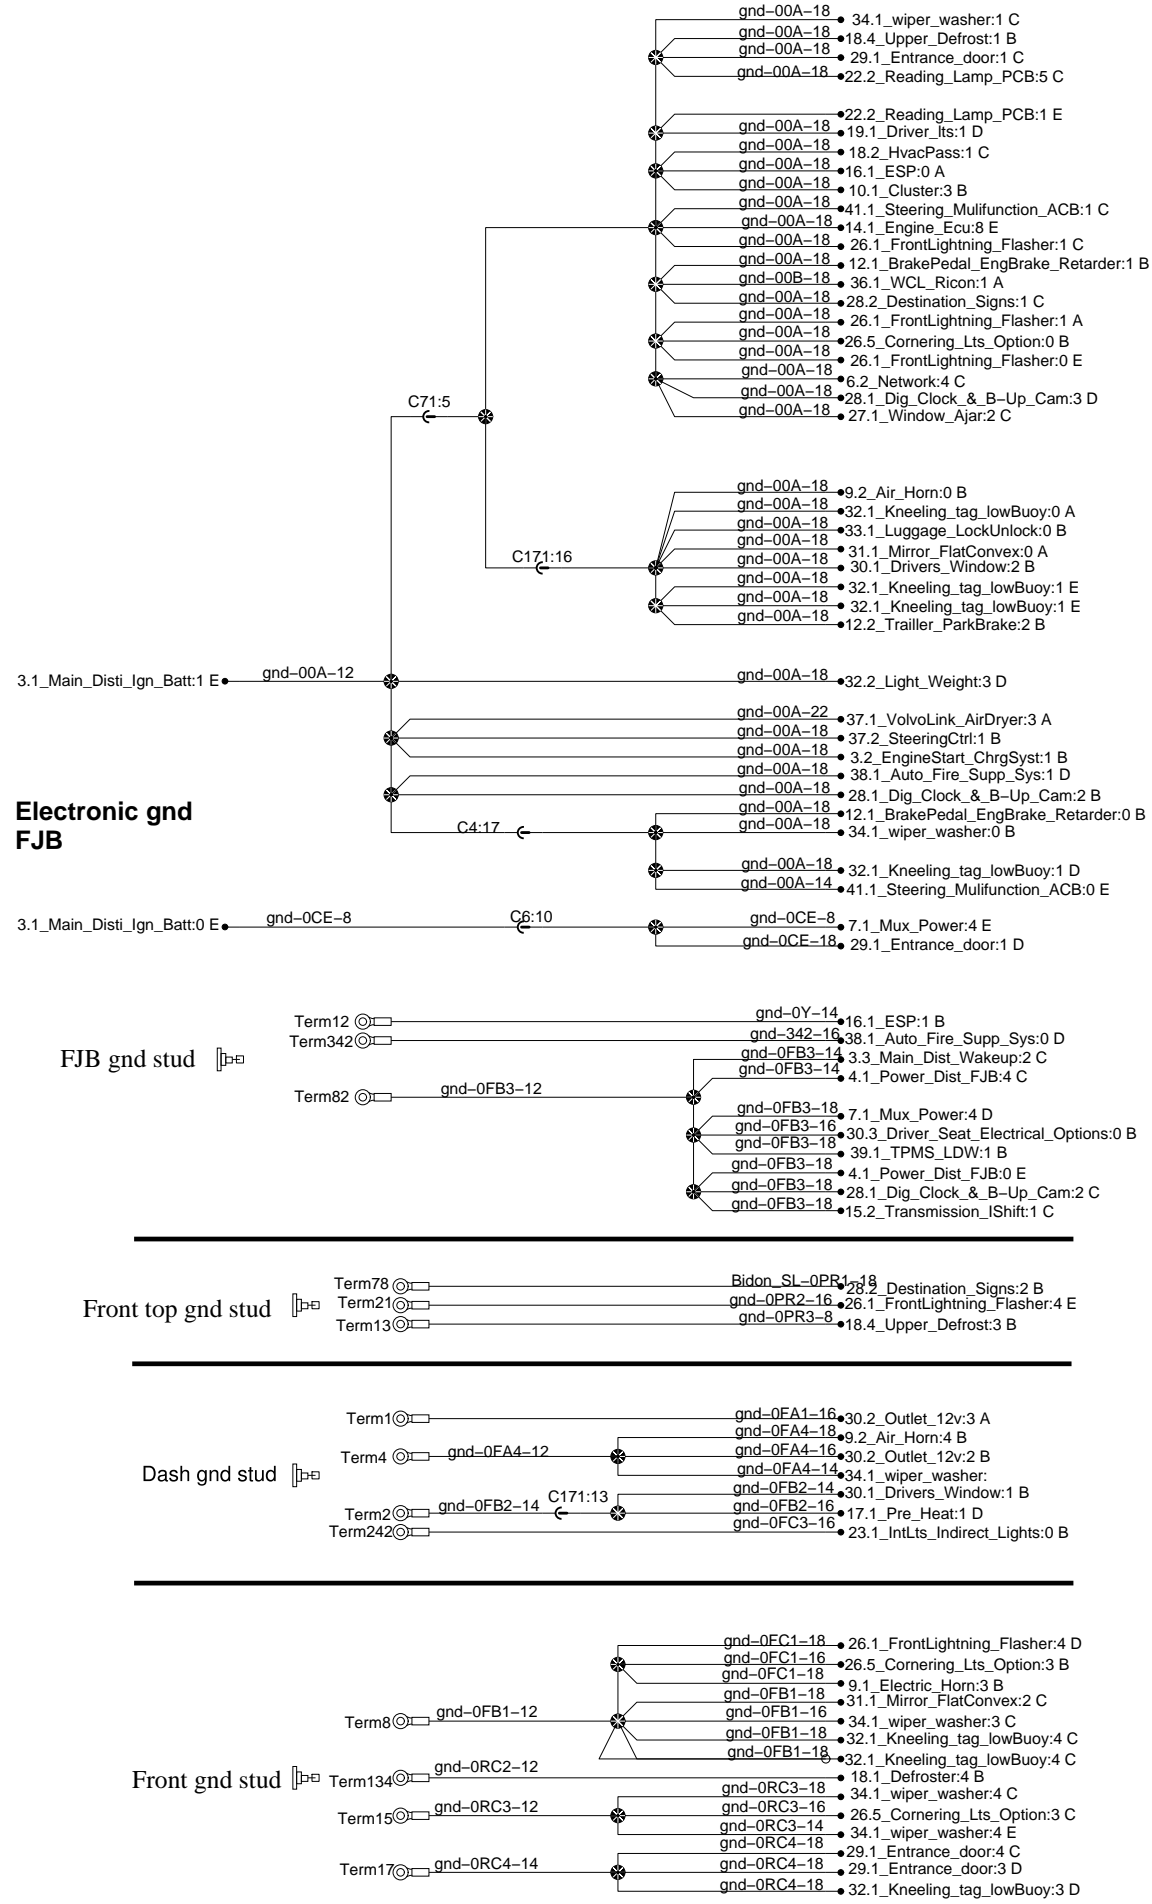 gnd–00A–18 34.1_wiper_washer:1 C
gnd–00A–18 18.4_Upper_Defrost:1 B
gnd–00A–18 29.1_Entrance_door:1 C
gnd–00A–18 22.2_Reading_Lamp_PCB:5 C
22.2_Reading_Lamp_PCB:1 E
gnd–00A–18 19.1_Driver_lts:1 D
gnd–00A–18 18.2_HvacPass:1 C
gnd–00A–18 16.1_ESP:0 A
gnd–00A–18 10.1_Cluster:3 B
gnd–00A–18 41.1_Steering_Mulifunction_ACB:1 C
gnd–00A–18 14.1_Engine_Ecu:8 E
gnd–00A–18 26.1_FrontLightning_Flasher:1 C
gnd–00A–18 12.1_BrakePedal_EngBrake_Retarder:1 B
gnd–00B–18 36.1_WCL_Ricon:1 A
gnd–00A–18 28.2_Destination_Signs:1 C
gnd–00A–18 26.1_FrontLightning_Flasher:1 A
gnd–00A–18 26.5_Cornering_Lts_Option:0 B
gnd–00A–18 26.1_FrontLightning_Flasher:0 E
gnd–00A–18 6.2_Network:4 C
gnd–00A–18 28.1_Dig_Clock_&_B–Up_Cam:3 D
C71:5 gnd–00A–18 27.1_Window_Ajar:2 C
gnd–00A–18 9.2_Air_Horn:0 B
gnd–00A–18 32.1_Kneeling_tag_lowBuoy:0 A
gnd–00A–18 33.1_Luggage_LockUnlock:0 B
gnd–00A–18 31.1_Mirror_FlatConvex:0 A
C171:16 gnd–00A–18 30.1_Drivers_Window:2 B
gnd–00A–18 32.1_Kneeling_tag_lowBuoy:1 E
gnd–00A–18 32.1_Kneeling_tag_lowBuoy:1 E
gnd–00A–18 12.2_Trailler_ParkBrake:2 B
3.1_Main_Disti_Ign_Batt:1 E gnd–00A–12 gnd–00A–18 32.2_Light_Weight:3 D
gnd–00A–22 37.1_VolvoLink_AirDryer:3 A
gnd–00A–18 37.2_SteeringCtrl:1 B
gnd–00A–18 3.2_EngineStart_ChrgSyst:1 B
gnd–00A–18 38.1_Auto_Fire_Supp_Sys:1 D
gnd–00A–18 28.1_Dig_Clock_&_B–Up_Cam:2 B
Electronic gnd
FJB
gnd–00A–18 12.1_BrakePedal_EngBrake_Retarder:0 B
C4:17 gnd–00A–18 34.1_wiper_washer:0 B
gnd–00A–18 32.1_Kneeling_tag_lowBuoy:1 D
gnd–00A–14 41.1_Steering_Mulifunction_ACB:0 E
3.1_Main_Disti_Ign_Batt:0 E gnd–0CE–8 C6:10 gnd–0CE–8 7.1_Mux_Power:4 E
gnd–0CE–18 29.1_Entrance_door:1 D
Term12 gnd–0Y–14 16.1_ESP:1 B
Term342 gnd–342–16 38.1_Auto_Fire_Supp_Sys:0 D
FJB gnd stud gnd–0FB3–14 3.3_Main_Dist_Wakeup:2 C
gnd–0FB3–14 4.1_Power_Dist_FJB:4 C
Term82 gnd–0FB3–12
gnd–0FB3–18 7.1_Mux_Power:4 D
gnd–0FB3–16 30.3_Driver_Seat_Electrical_Options:0 B
gnd–0FB3–18 39.1_TPMS_LDW:1 B
gnd–0FB3–18 4.1_Power_Dist_FJB:0 E
gnd–0FB3–18 28.1_Dig_Clock_&_B–Up_Cam:2 C
gnd–0FB3–18 15.2_Transmission_IShift:1 C
Term78 Bidon_SL–0PR1–18 28.2_Destination_Signs:2 B
Front top gnd stud Term21 gnd–0PR2–16 26.1_FrontLightning_Flasher:4 E
Term13 gnd–0PR3–8 18.4_Upper_Defrost:3 B
Term1 gnd–0FA1–16 30.2_Outlet_12v:3 A
gnd–0FA4–18 9.2_Air_Horn:4 B
Term4 gnd–0FA4–12 gnd–0FA4–16 30.2_Outlet_12v:2 B
Dash gnd stud gnd–0FA4–14 34.1_wiper_washer:
gnd–0FB2–14 30.1_Drivers_Window:1 B
Term2 gnd–0FB2–14 C171:13 gnd–0FB2–16 17.1_Pre_Heat:1 D
Term242 gnd–0FC3–16 23.1_IntLts_Indirect_Lights:0 B
gnd–0FC1–18 26.1_FrontLightning_Flasher:4 D
gnd–0FC1–16 26.5_Cornering_Lts_Option:3 B
gnd–0FC1–18 9.1_Electric_Horn:3 B
gnd–0FB1–18 31.1_Mirror_FlatConvex:2 C
Term8 gnd–0FB1–12 gnd–0FB1–16 34.1_wiper_washer:3 C
gnd–0FB1–18 32.1_Kneeling_tag_lowBuoy:4 C
gnd–0FB1–18 32.1_Kneeling_tag_lowBuoy:4 C
Front gnd stud Term134 gnd–0RC2–12 18.1_Defroster:4 B
gnd–0RC3–18 34.1_wiper_washer:4 C
Term15 gnd–0RC3–12 gnd–0RC3–16 26.5_Cornering_Lts_Option:3 C
gnd–0RC3–14 34.1_wiper_washer:4 E
gnd–0RC4–18 29.1_Entrance_door:4 C
Term17 gnd–0RC4–14 gnd–0RC4–18 29.1_Entrance_door:3 D
gnd–0RC4–18 32.1_Kneeling_tag_lowBuoy:3 D